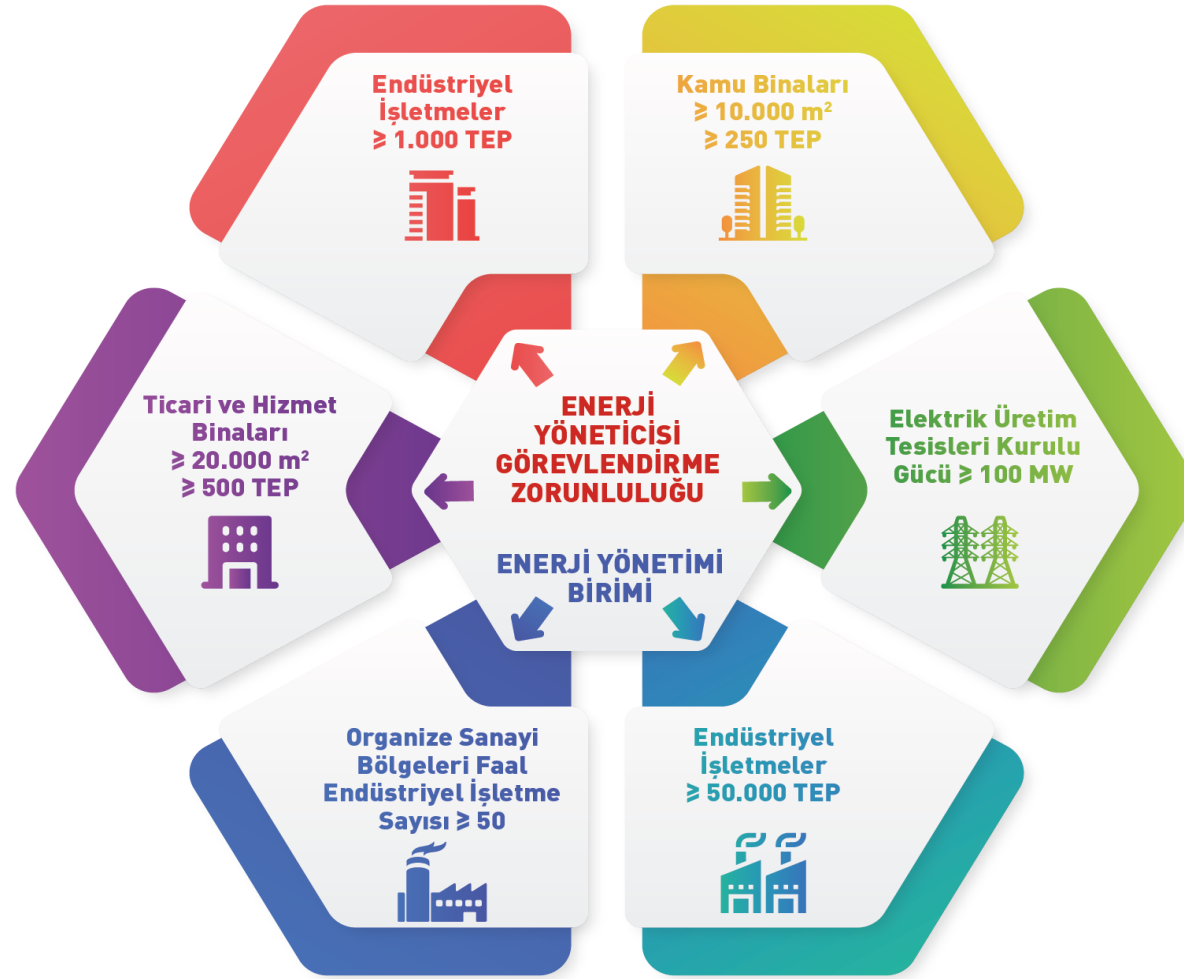 Endüstriyel
İşletmeler
≥ 1.000 TEP
Kamu Binaları
≥ 10.000 m²
≥ 250 TEP
Ticari ve Hizmet
Binaları
≥ 20.000 m²
≥ 500 TEP
ENERJİ
YÖNETİCİSİ
GÖREVLENDİRME
ZORUNLULUĞU
ENERJİ YÖNETİMİ
BİRİMİ
Elektrik Üretim
Tesisleri Kurulu
Gücü ≥ 100 MW
Organize Sanayi
Bölgeleri Faal
Endüstriyel İşletme
Sayısı ≥ 50
Endüstriyel
İşletmeler
≥ 50.000 TEP